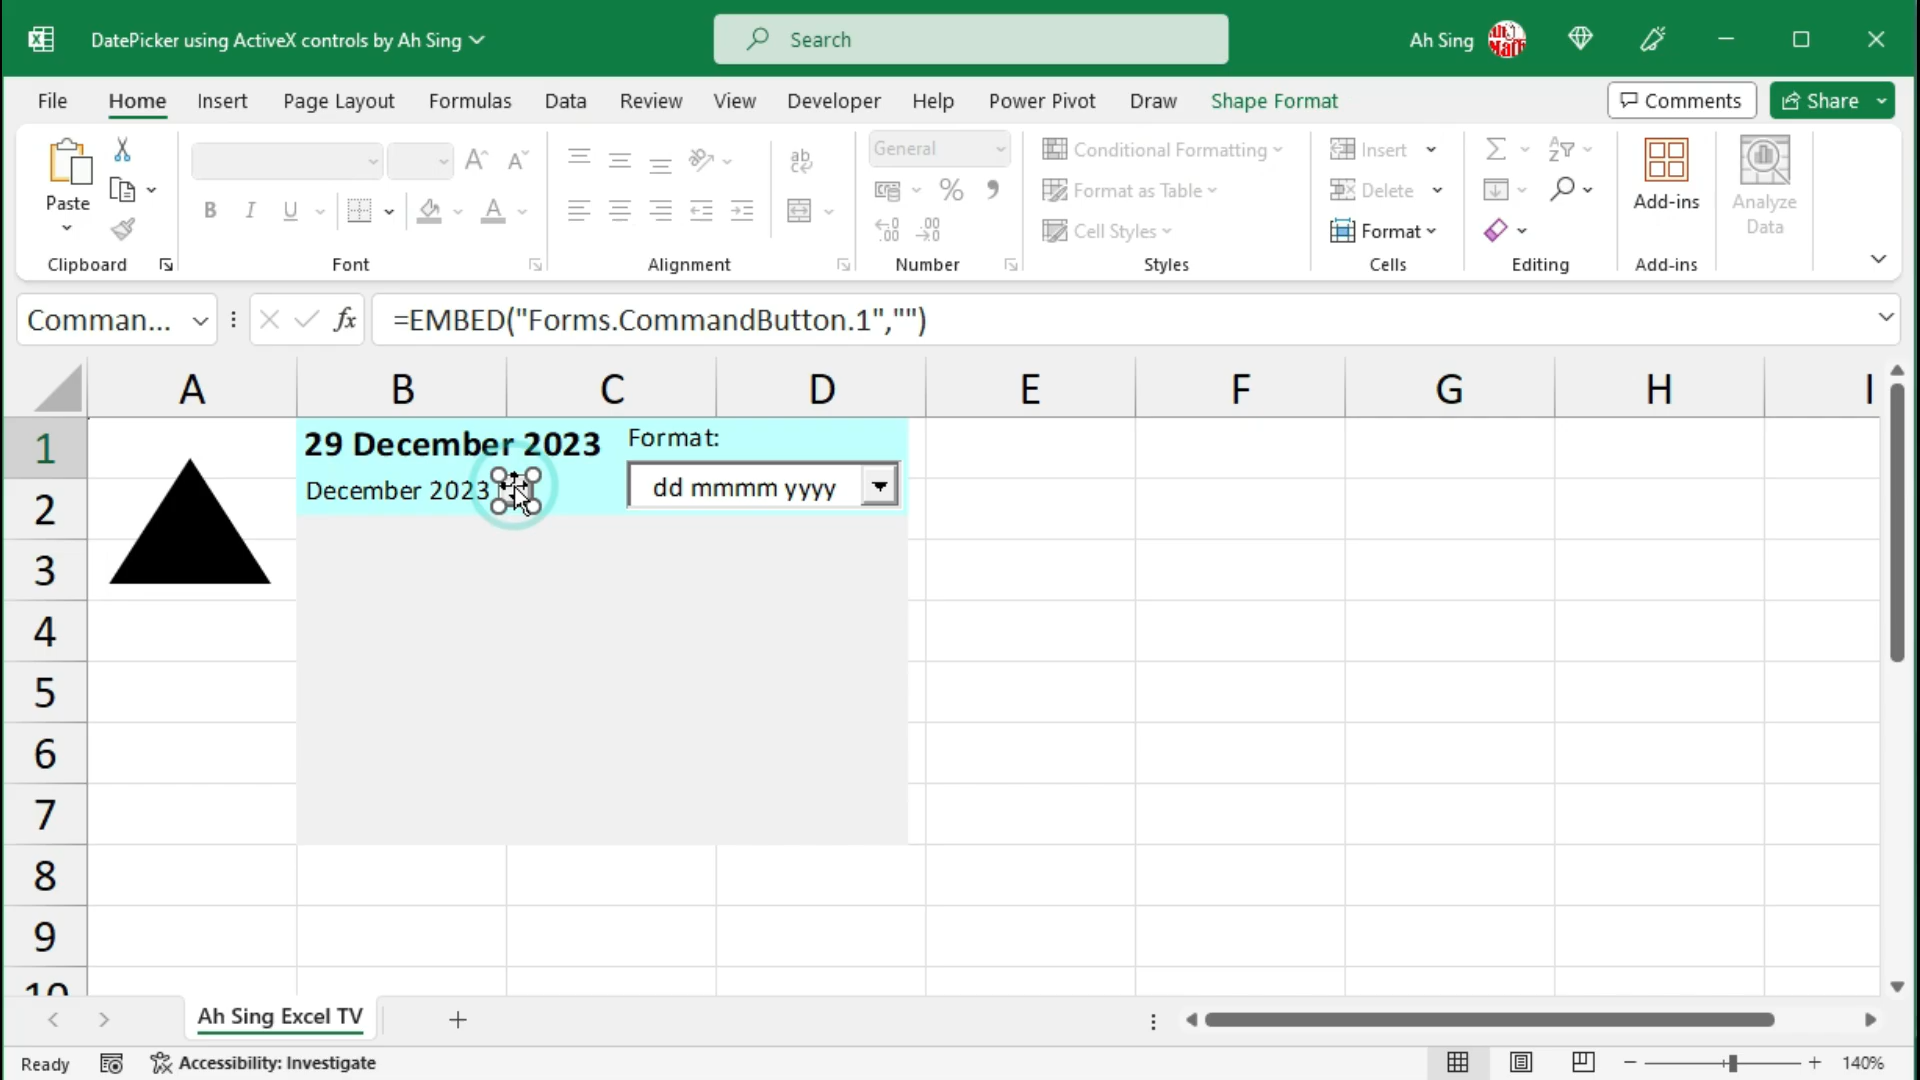 DatePicker using ActiveX controls by Ah Sing
Search
Ah Sing
File Home Insert Page Layout Formulas Data Review View Developer Help Power Pivot Draw Shape Format Comments Share
Paste
General
Conditional Formatting
Format as Table
Cell Styles
Insert
Delete
Format
Add-ins
Analyze
Data
Clipboard Font Alignment Number Styles Cells Editing Add-ins
Comman... fx =EMBED("Forms.CommandButton.1","")
A B C D E F G H I
1
2
3
4
5
6
7
8
9
10
29 December 2023
Format:
December 2023
dd mmmm yyyy
Ah Sing Excel TV
Ready Accessibility: Investigate 140%